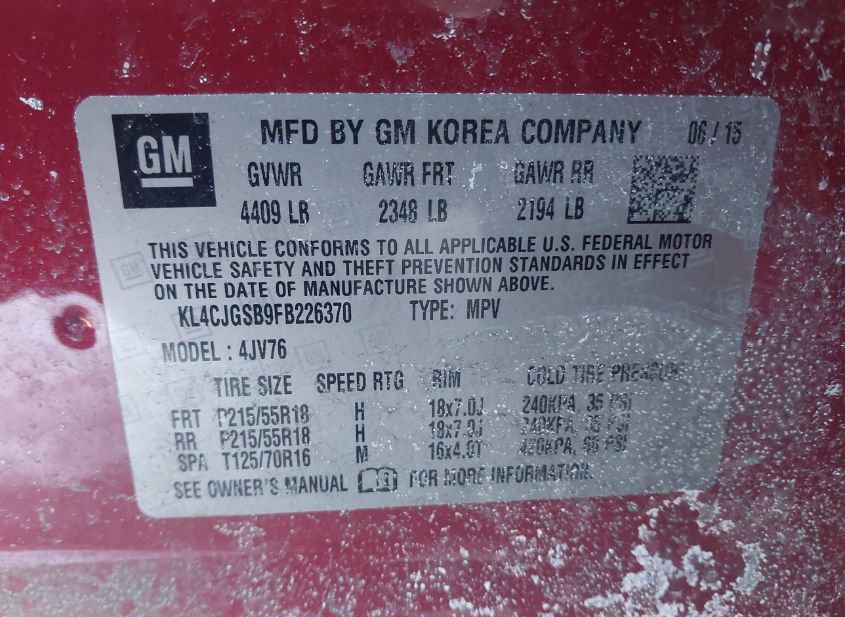 GM
MFD BY GM KOREA COMPANY 06 / 15
GVWR GAWR FRT GAWR RR
4409 LB 2348 LB 2194 LB
THIS VEHICLE CONFORMS TO ALL APPLICABLE U.S. FEDERAL MOTOR
VEHICLE SAFETY AND THEFT PREVENTION STANDARDS IN EFFECT
ON THE DATE OF MANUFACTURE SHOWN ABOVE.
KL4CJGSB9FB226370 TYPE: MPV
MODEL : 4JV76
TIRE SIZE SPEED RTG RIM COLD TIRE PRESSURE
FRT P215/55R18 H 18x7.0J 240KPA, 35 PSI
RR P215/55R18 H 18x7.0J 240KPA, 35 PSI
SPA T125/70R16 M 16x4.0T 420KPA, 60 PSI
SEE OWNER'S MANUAL FOR MORE INFORMATION.